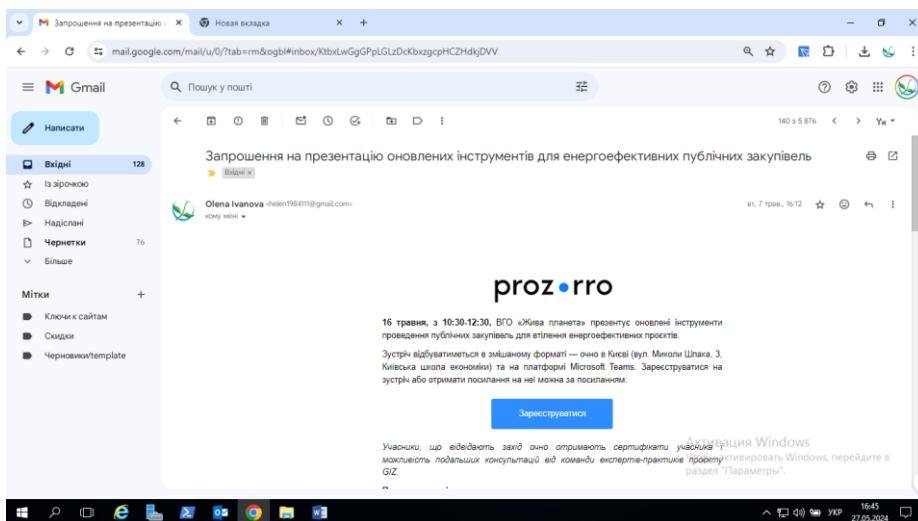 Запрошення на презентацію
Новая вкладка
mail.google.com/mail/u/0/?tab=rm&ogbl#inbox/KtbxLwGgGPpLGLzDcKbxzgcpHCZHdkjDVV
Gmail
Пошук у пошті
Написати
140 з 5 876
Ук
Запрошення на презентацію оновлених інструментів для енергоефективних публічних закупівель
Вхідні ×
Вхідні 128
Із зірочкою
Відкладені
Надіслані
Чернетки 76
Більше
Мітки
Ключи к сайтам
Скидки
Черновики/template
Olena Ivanova <helen1984111@gmail.com>
кому мені
вт, 7 трав., 16:12
prozorro
16 травня, з 10:30-12:30, ВГО «Жива планета» презентує оновлені інструменти
проведення публічних закупівель для втілення енергоефективних проєктів.
Зустріч відбуватиметься в змішаному форматі — очно в Києві (вул. Миколи Шпака, 3,
Київська школа економіки) та на платформі Microsoft Teams. Зареєструватися на
зустріч або отримати посилання на неї можна за посиланням:
Зареєструватися
Учасники, що відвідають захід очно отримають сертифікати учасника т
можливість подальших консультацій від команди експертів-практиків проєкту
GIZ.
Активация Windows
активировать Windows, перейдите в
раздел "Параметры".
УКР
16:45
27.05.2024